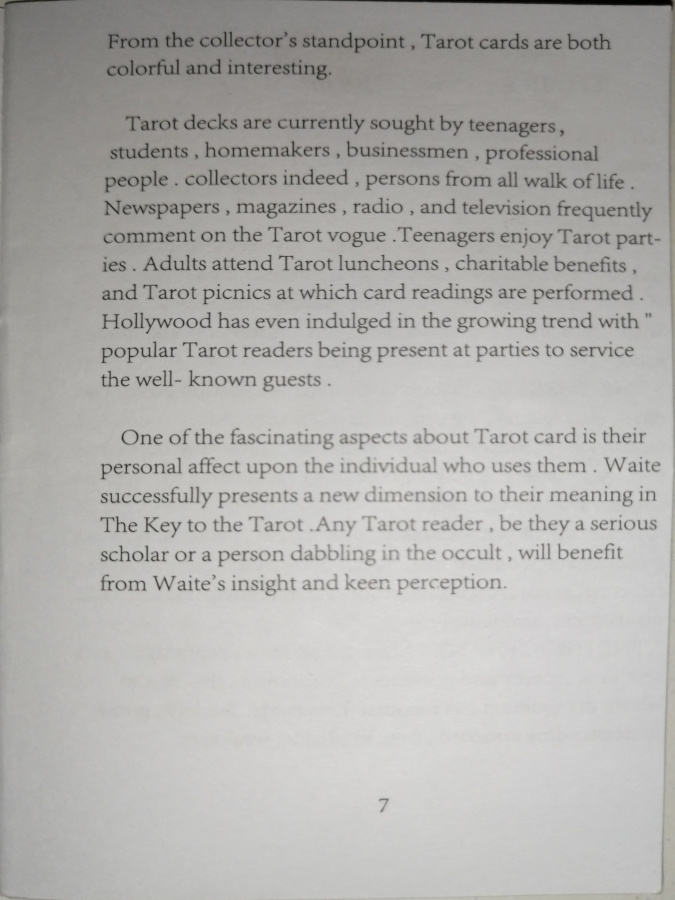 From the collector's standpoint , Tarot cards are both
colorful and interesting.
Tarot decks are currently sought by teenagers ,
students , homemakers , businessmen , professional
people . collectors indeed , persons from all walk of life .
Newspapers , magazines , radio , and television frequently
comment on the Tarot vogue .Teenagers enjoy Tarot part-
ies . Adults attend Tarot luncheons , charitable benefits ,
and Tarot picnics at which card readings are performed .
Hollywood has even indulged in the growing trend with "
popular Tarot readers being present at parties to service
the well- known guests .
One of the fascinating aspects about Tarot card is their
personal affect upon the individual who uses them . Waite
successfully presents a new dimension to their meaning in
The Key to the Tarot .Any Tarot reader , be they a serious
scholar or a person dabbling in the occult , will benefit
from Waite's insight and keen perception.
7